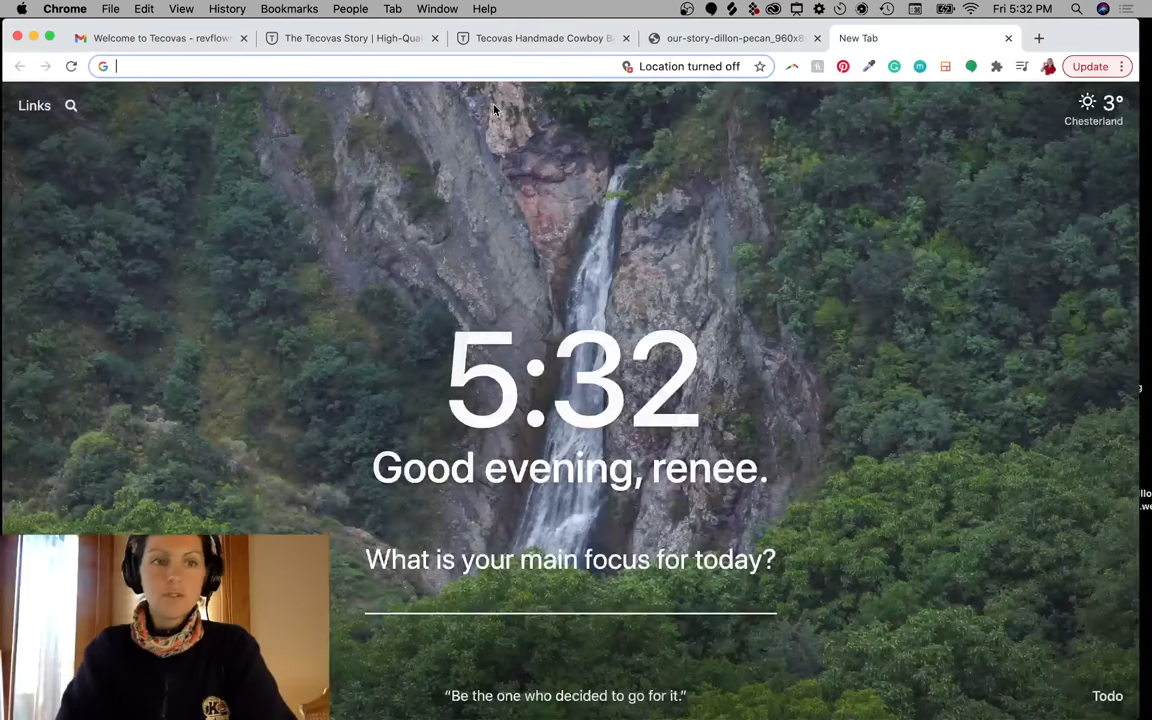 Chrome File Edit View History Bookmarks People Tab Window Help Fri 5:32 PM
Welcome to Tecovas - revflow
The Tecovas Story | High-Qua
Tecovas Handmade Cowboy B
our-story-dillon-pecan_960x8
New Tab
Location turned off
Update
Links
3°
Chesterland
5:32
Good evening, renee.
What is your main focus for today?
“Be the one who decided to go for it.”
Todo